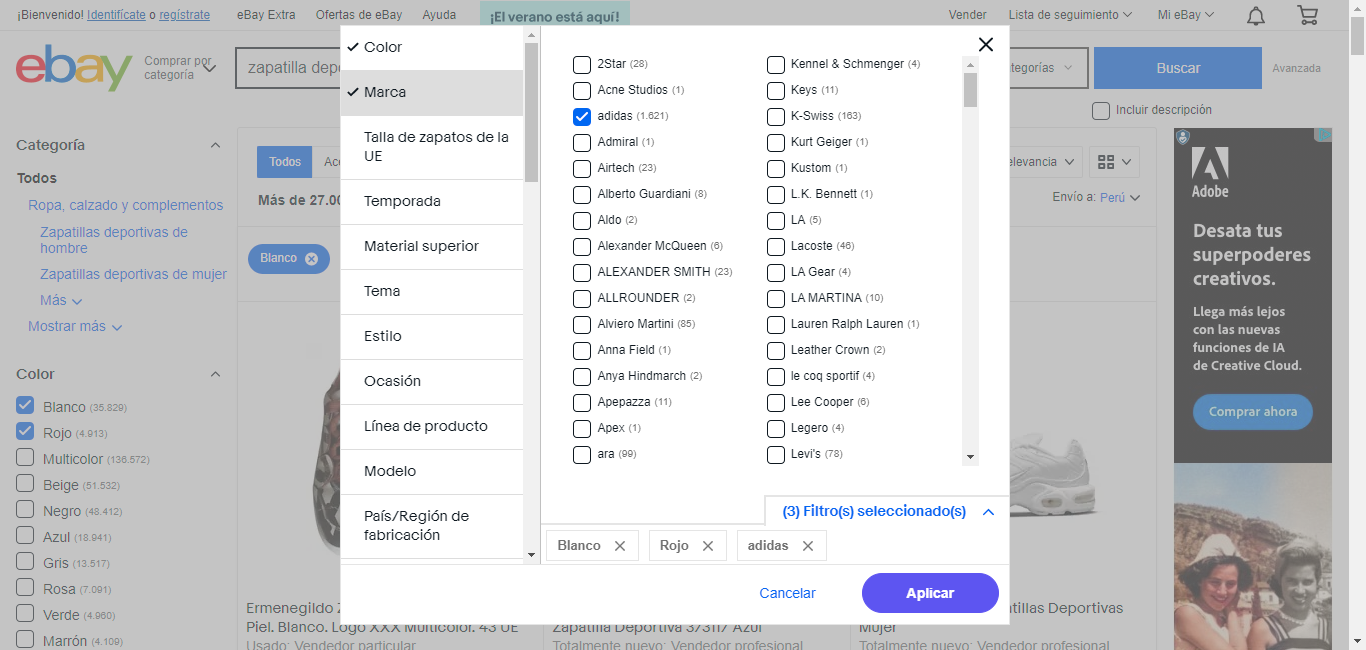 ¡Bienvenido! Identifícate o regístrate
eBay Extra
Ofertas de eBay
Ayuda
¡El verano está aquí!
Vender
Lista de seguimiento
Mi eBay
ebay
Comprar por
categoría
zapatilla
Buscar
Avanzada
Incluir descripción
Categoría
Todos
Ropa, calzado y complementos
Zapatillas deportivas de
hombre
Zapatillas deportivas de mujer
Más
Mostrar más
Color
Blanco (35.829)
Rojo (4.913)
Multicolor (136.572)
Beige (51.532)
Negro (48.412)
Azul (18.941)
Gris (13.517)
Rosa (7.091)
Verde (4.960)
Marrón (4.109)
Todos
Más de 27.00
Envío a: Perú
Blanco
Color
Marca
Talla de zapatos de la
UE
Temporada
Material superior
Tema
Estilo
Ocasión
Línea de producto
Modelo
País/Región de
fabricación
2Star (28)
Acne Studios (1)
adidas (1.621)
Admiral (1)
Airtech (23)
Alberto Guardiani (8)
Aldo (2)
Alexander McQueen (6)
ALEXANDER SMITH (23)
ALLROUNDER (2)
Alviero Martini (85)
Anna Field (1)
Anya Hindmarch (2)
Apepazza (11)
Apex (1)
ara (99)
Kennel & Schmenger (4)
Keys (11)
K-Swiss (163)
Kurt Geiger (1)
Kustom (1)
L.K. Bennett (1)
LA (5)
Lacoste (46)
LA Gear (4)
LA MARTINA (10)
Lauren Ralph Lauren (1)
Leather Crown (2)
le coq sportif (4)
Lee Cooper (6)
Legero (4)
Levi's (78)
(3) Filtro(s) seleccionado(s)
Blanco
Rojo
adidas
Cancelar
Aplicar
Ermenegildo
Piel. Blanco. Logo XXX Multicolor. 43 UE
Usado: Vendedor particular
Zapatilla Deportiva 373117 Azul
Totalmente nuevo: Vendedor profesional
Deportivas
Mujer
Totalmente nuevo: Vendedor profesional
Adobe
Desata tus
superpoderes
creativos.
Llega más lejos
con las nuevas
funciones de IA
de Creative Cloud.
Comprar ahora